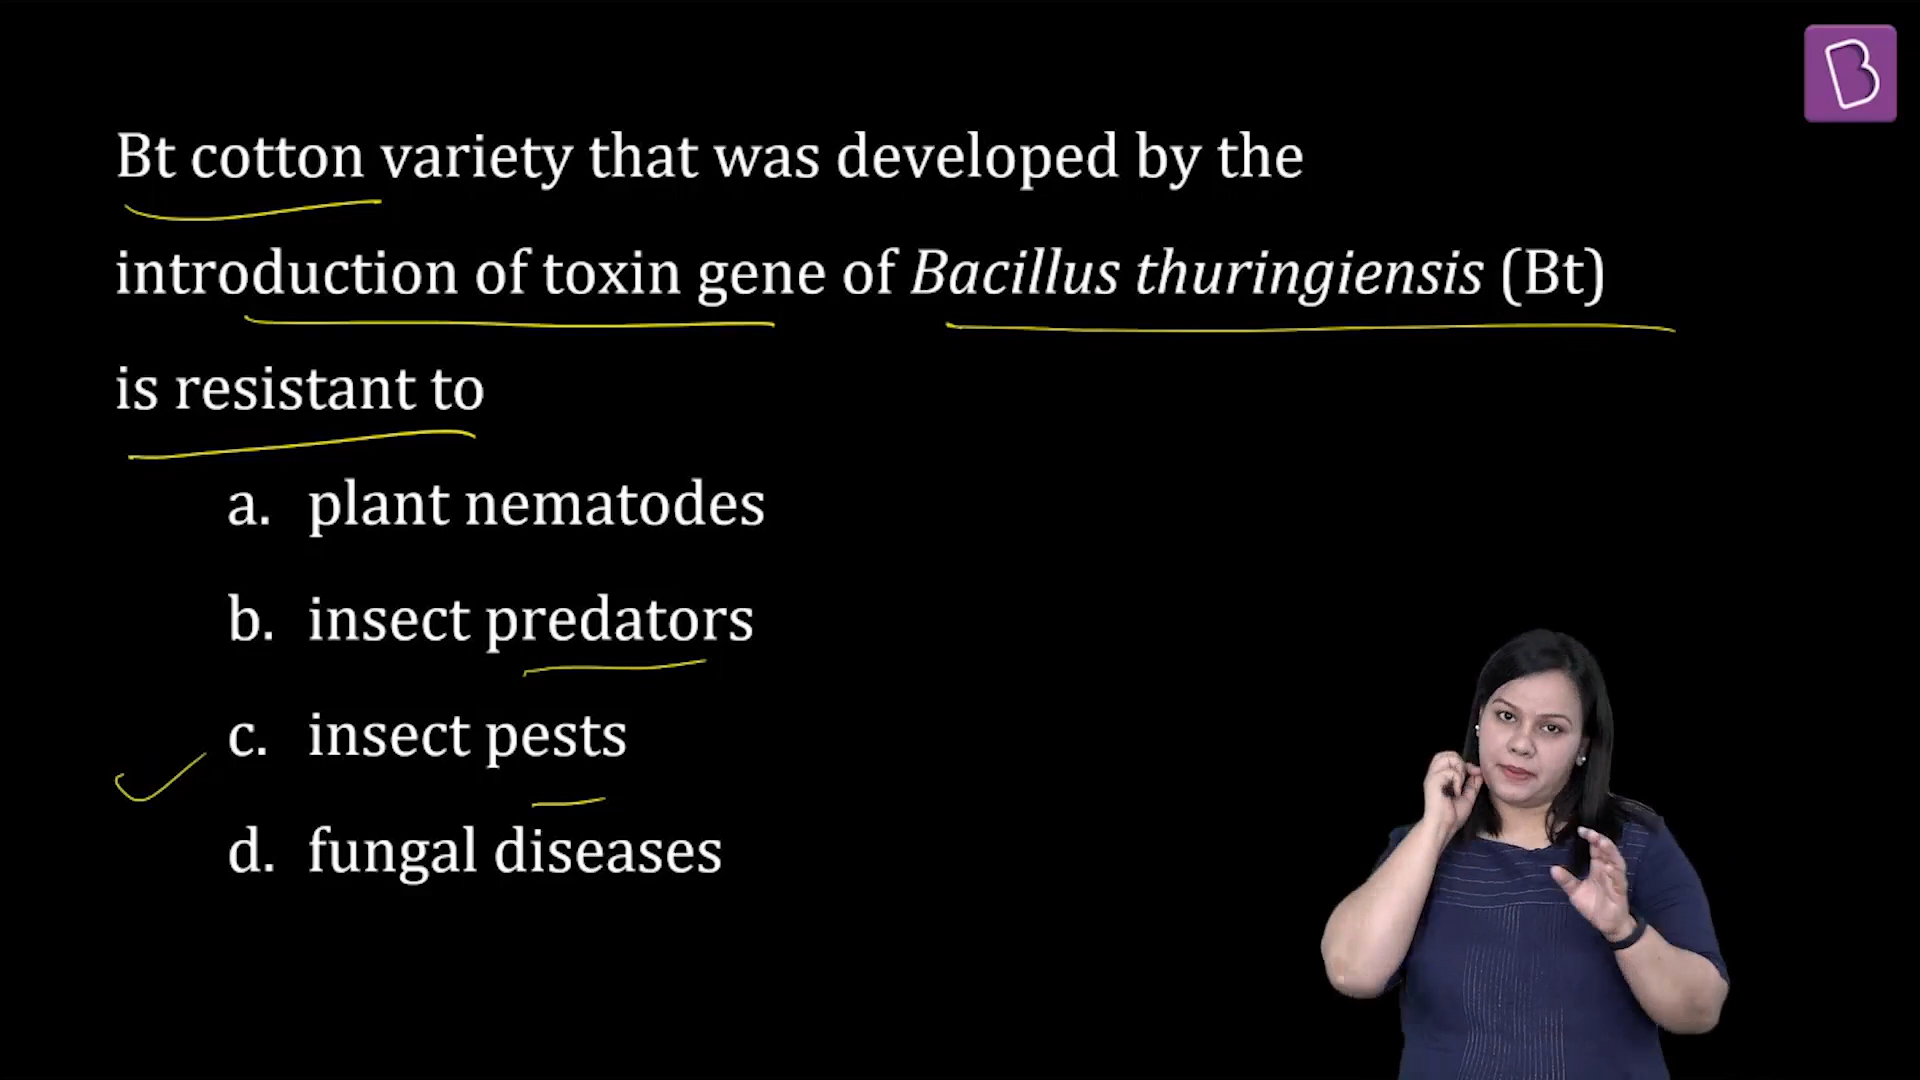 Bt cotton variety that was developed by the
introduction of toxin gene of Bacillus thuringiensis (Bt)
is resistant to
a. plant nematodes
b. insect predators
c. insect pests
d. fungal diseases